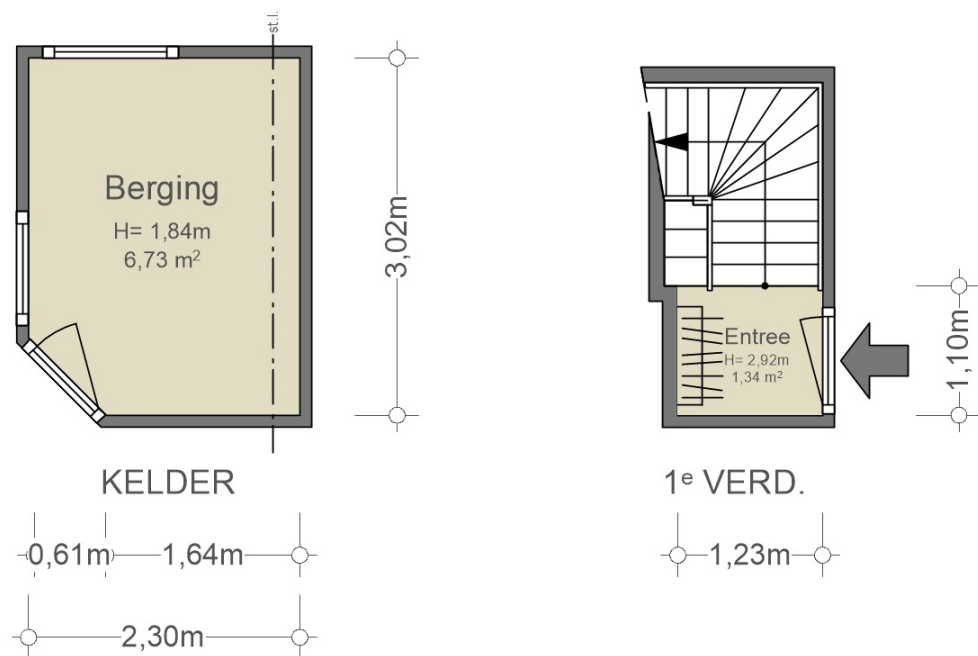 st.l.
Berging
H= 1,84m
6,73 m²
3,02m
KELDER
0,61m
1,64m
2,30m
Entree
H= 2,92m
1,34 m²
1,10m
1e VERD.
1,23m